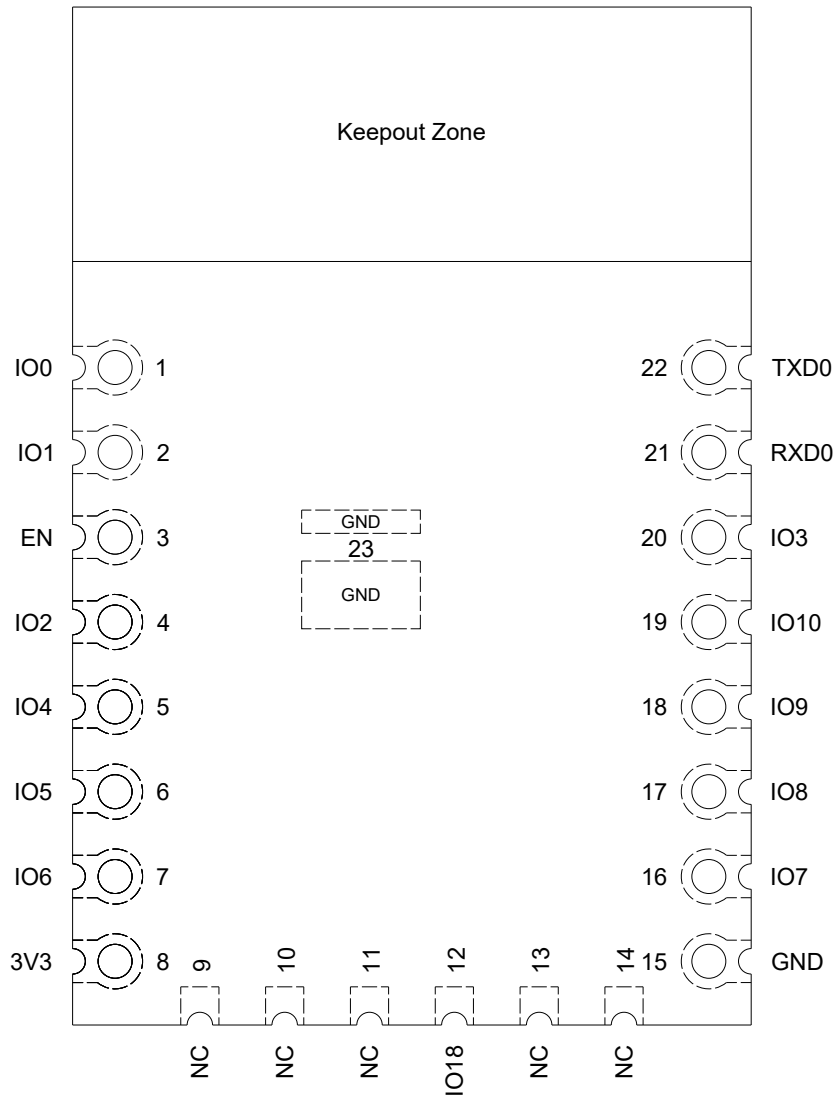 Keepout Zone
IO0 1 22 TXD0
IO1 2 21 RXD0
GND
EN 3 20 IO3
23
GND
IO2 4 19 IO10
IO4 5 18 IO9
IO5 6 17 IO8
IO6 7 16 IO7
3V3 8 9 10 11 12 13 14 15 GND
NC NC NC IO18 NC NC